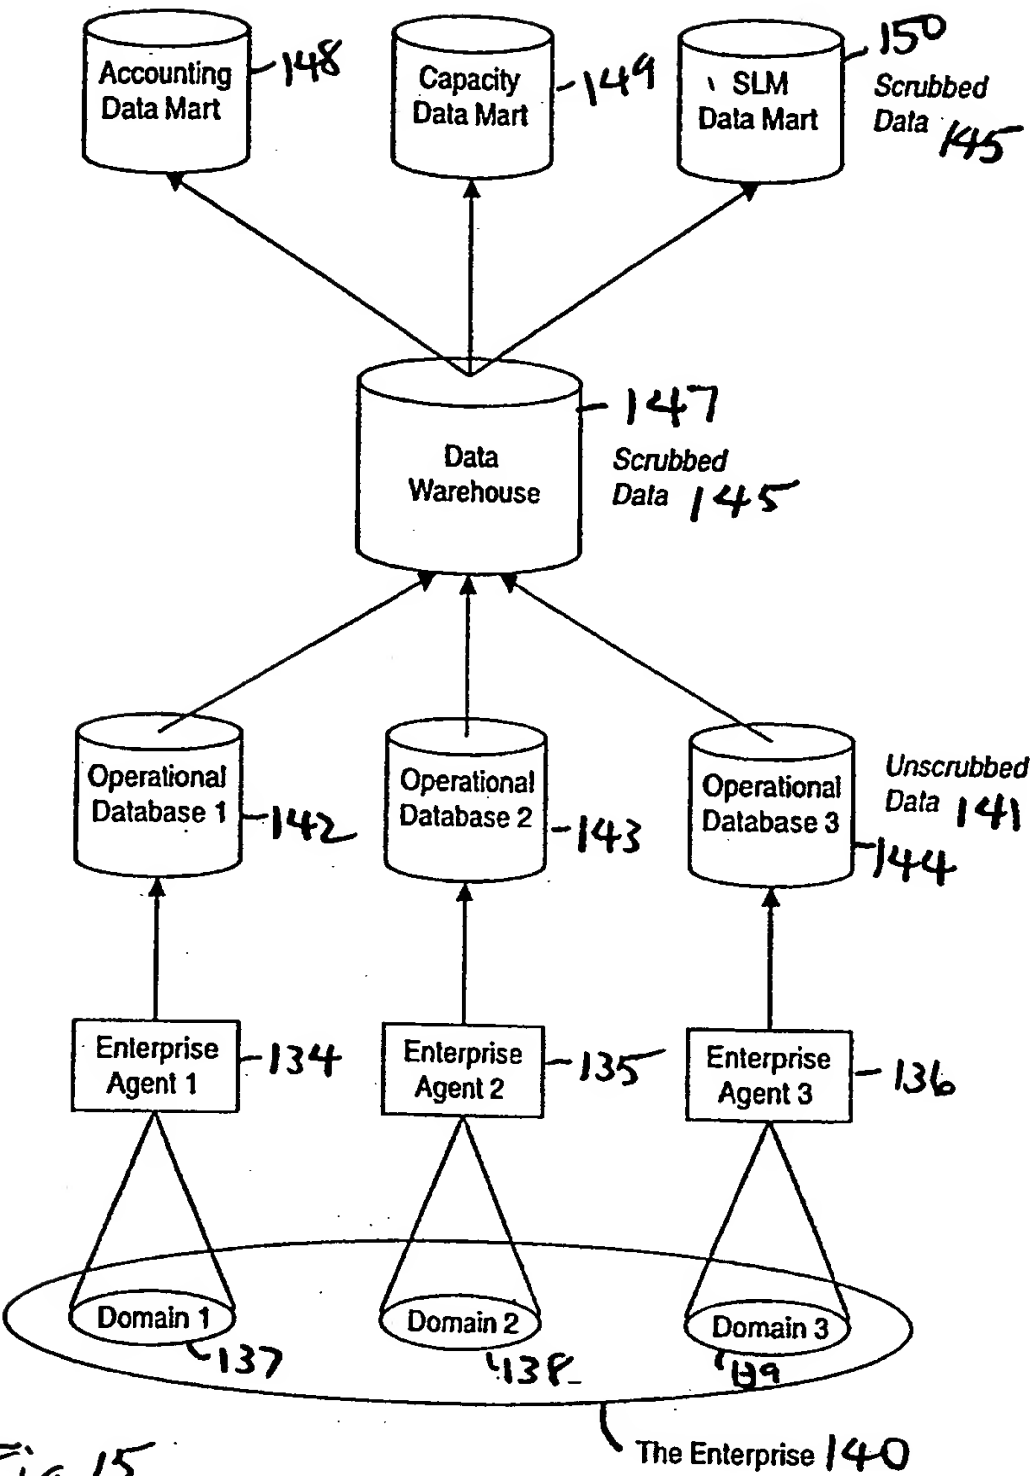 Accounting
Data Mart
148
Capacity
Data Mart
149
SLM
Data Mart
150
Scrubbed
Data 145
Data
Warehouse
147
Scrubbed
Data 145
Operational
Database 1
142
Operational
Database 2
143
Operational
Database 3
144
Unscrubbed
Data 141
Enterprise
Agent 1
134
Enterprise
Agent 2
135
Enterprise
Agent 3
136
Domain 1
137
Domain 2
138
Domain 3
139
The Enterprise 140
Fig 15